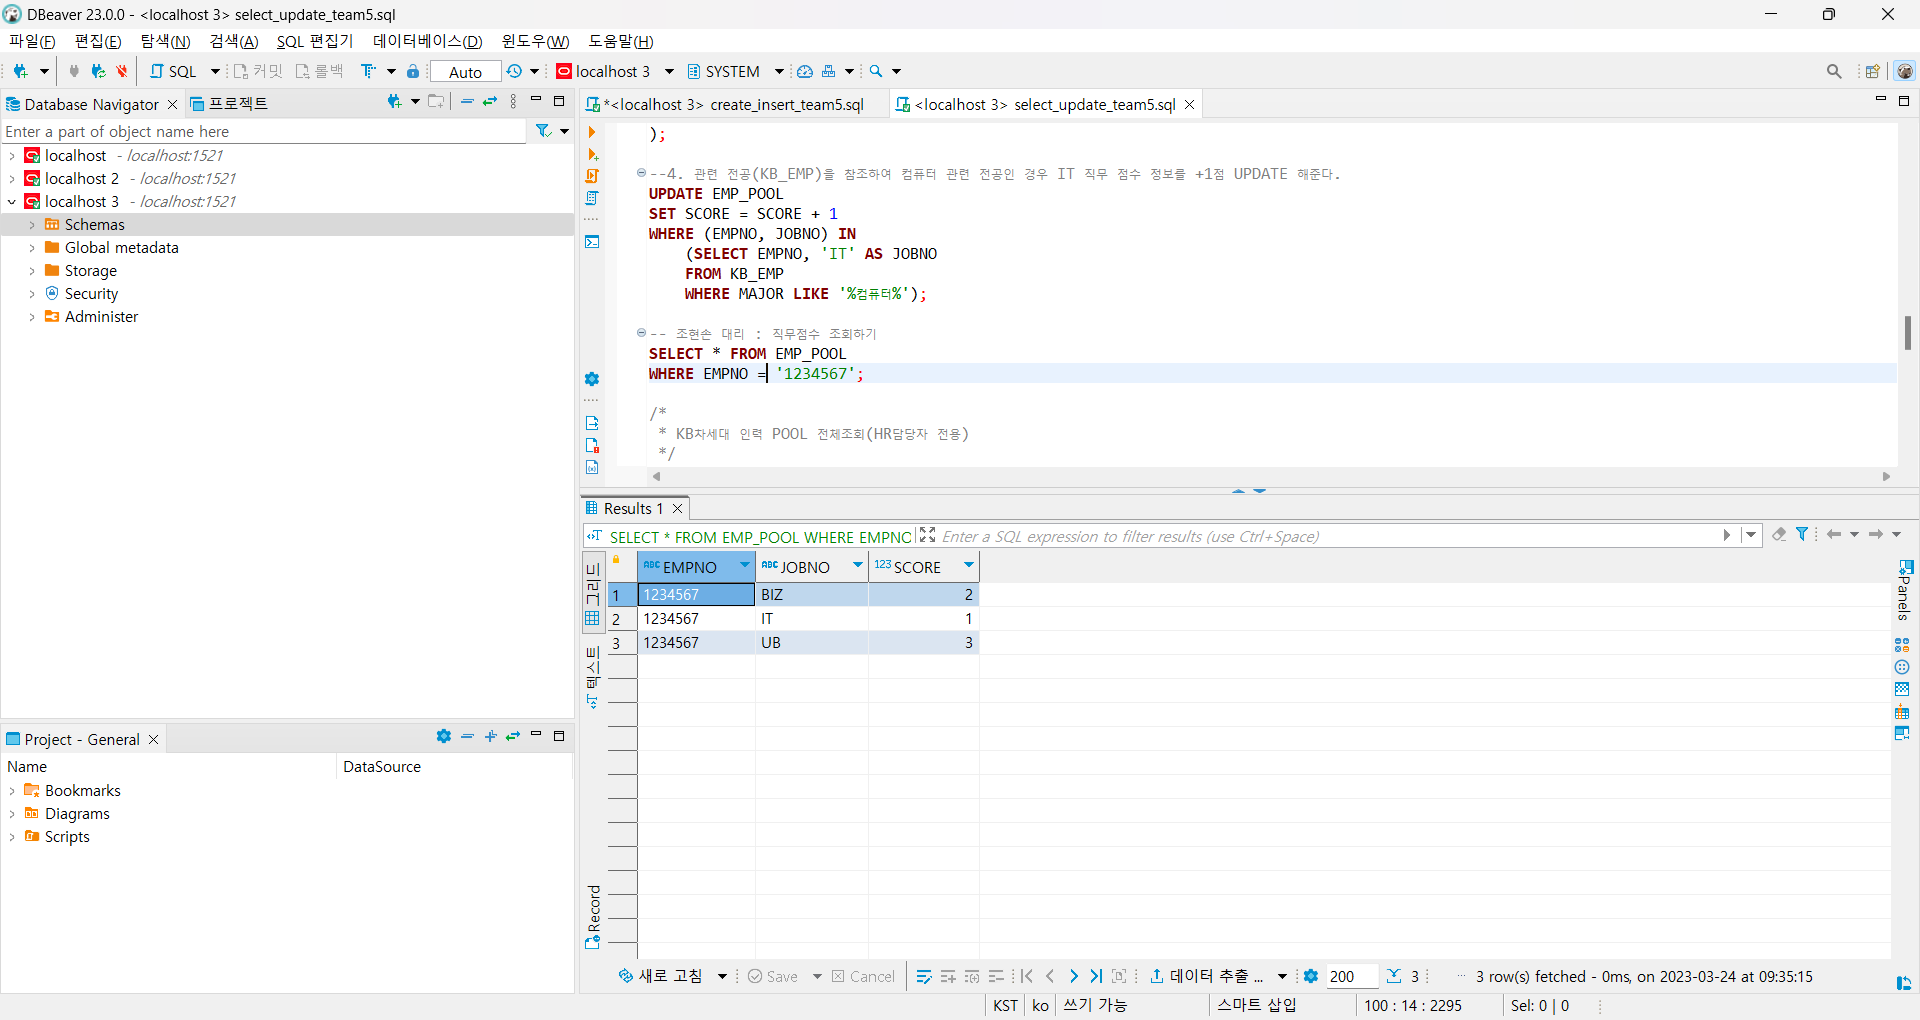 DBeaver 23.0.0 - <localhost 3> select_update_team5.sql
파일(F) 편집(E) 탐색(N) 검색(A) SQL 편집기 데이터베이스(D) 윈도우(W) 도움말(H)
SQL 커밋 롤백 Auto localhost 3 SYSTEM
Database Navigator 프로젝트
Enter a part of object name here
localhost - localhost:1521
localhost 2 - localhost:1521
localhost 3 - localhost:1521
Schemas
Global metadata
Storage
Security
Administer
Project - General
Name DataSource
Bookmarks
Diagrams
Scripts
*<localhost 3> create_insert_team5.sql <localhost 3> select_update_team5.sql
);
--4. 관련 전공(KB_EMP)을 참조하여 컴퓨터 관련 전공인 경우 IT 직무 점수 정보를 +1점 UPDATE 해준다.
UPDATE EMP_POOL
SET SCORE = SCORE + 1
WHERE (EMPNO, JOBNO) IN
(SELECT EMPNO, 'IT' AS JOBNO
FROM KB_EMP
WHERE MAJOR LIKE '%컴퓨터%');
-- 조현손 대리 : 직무점수 조회하기
SELECT * FROM EMP_POOL
WHERE EMPNO = '1234567';
/*
* KB차세대 인력 POOL 전체조회(HR담당자 전용)
*/
Results 1
SELECT * FROM EMP_POOL WHERE EMPNO Enter a SQL expression to filter results (use Ctrl+Space)
그리드
텍스트
Record
Panels
ABC EMPNO ABC JOBNO 123 SCORE
1 1234567 BIZ 2
2 1234567 IT 1
3 1234567 UB 3
새로 고침 Save Cancel 데이터 추출 ... 200 3 ... 3 row(s) fetched - 0ms, on 2023-03-24 at 09:35:15
KST ko 쓰기 가능 스마트 삽입 100 : 14 : 2295 Sel: 0 | 0